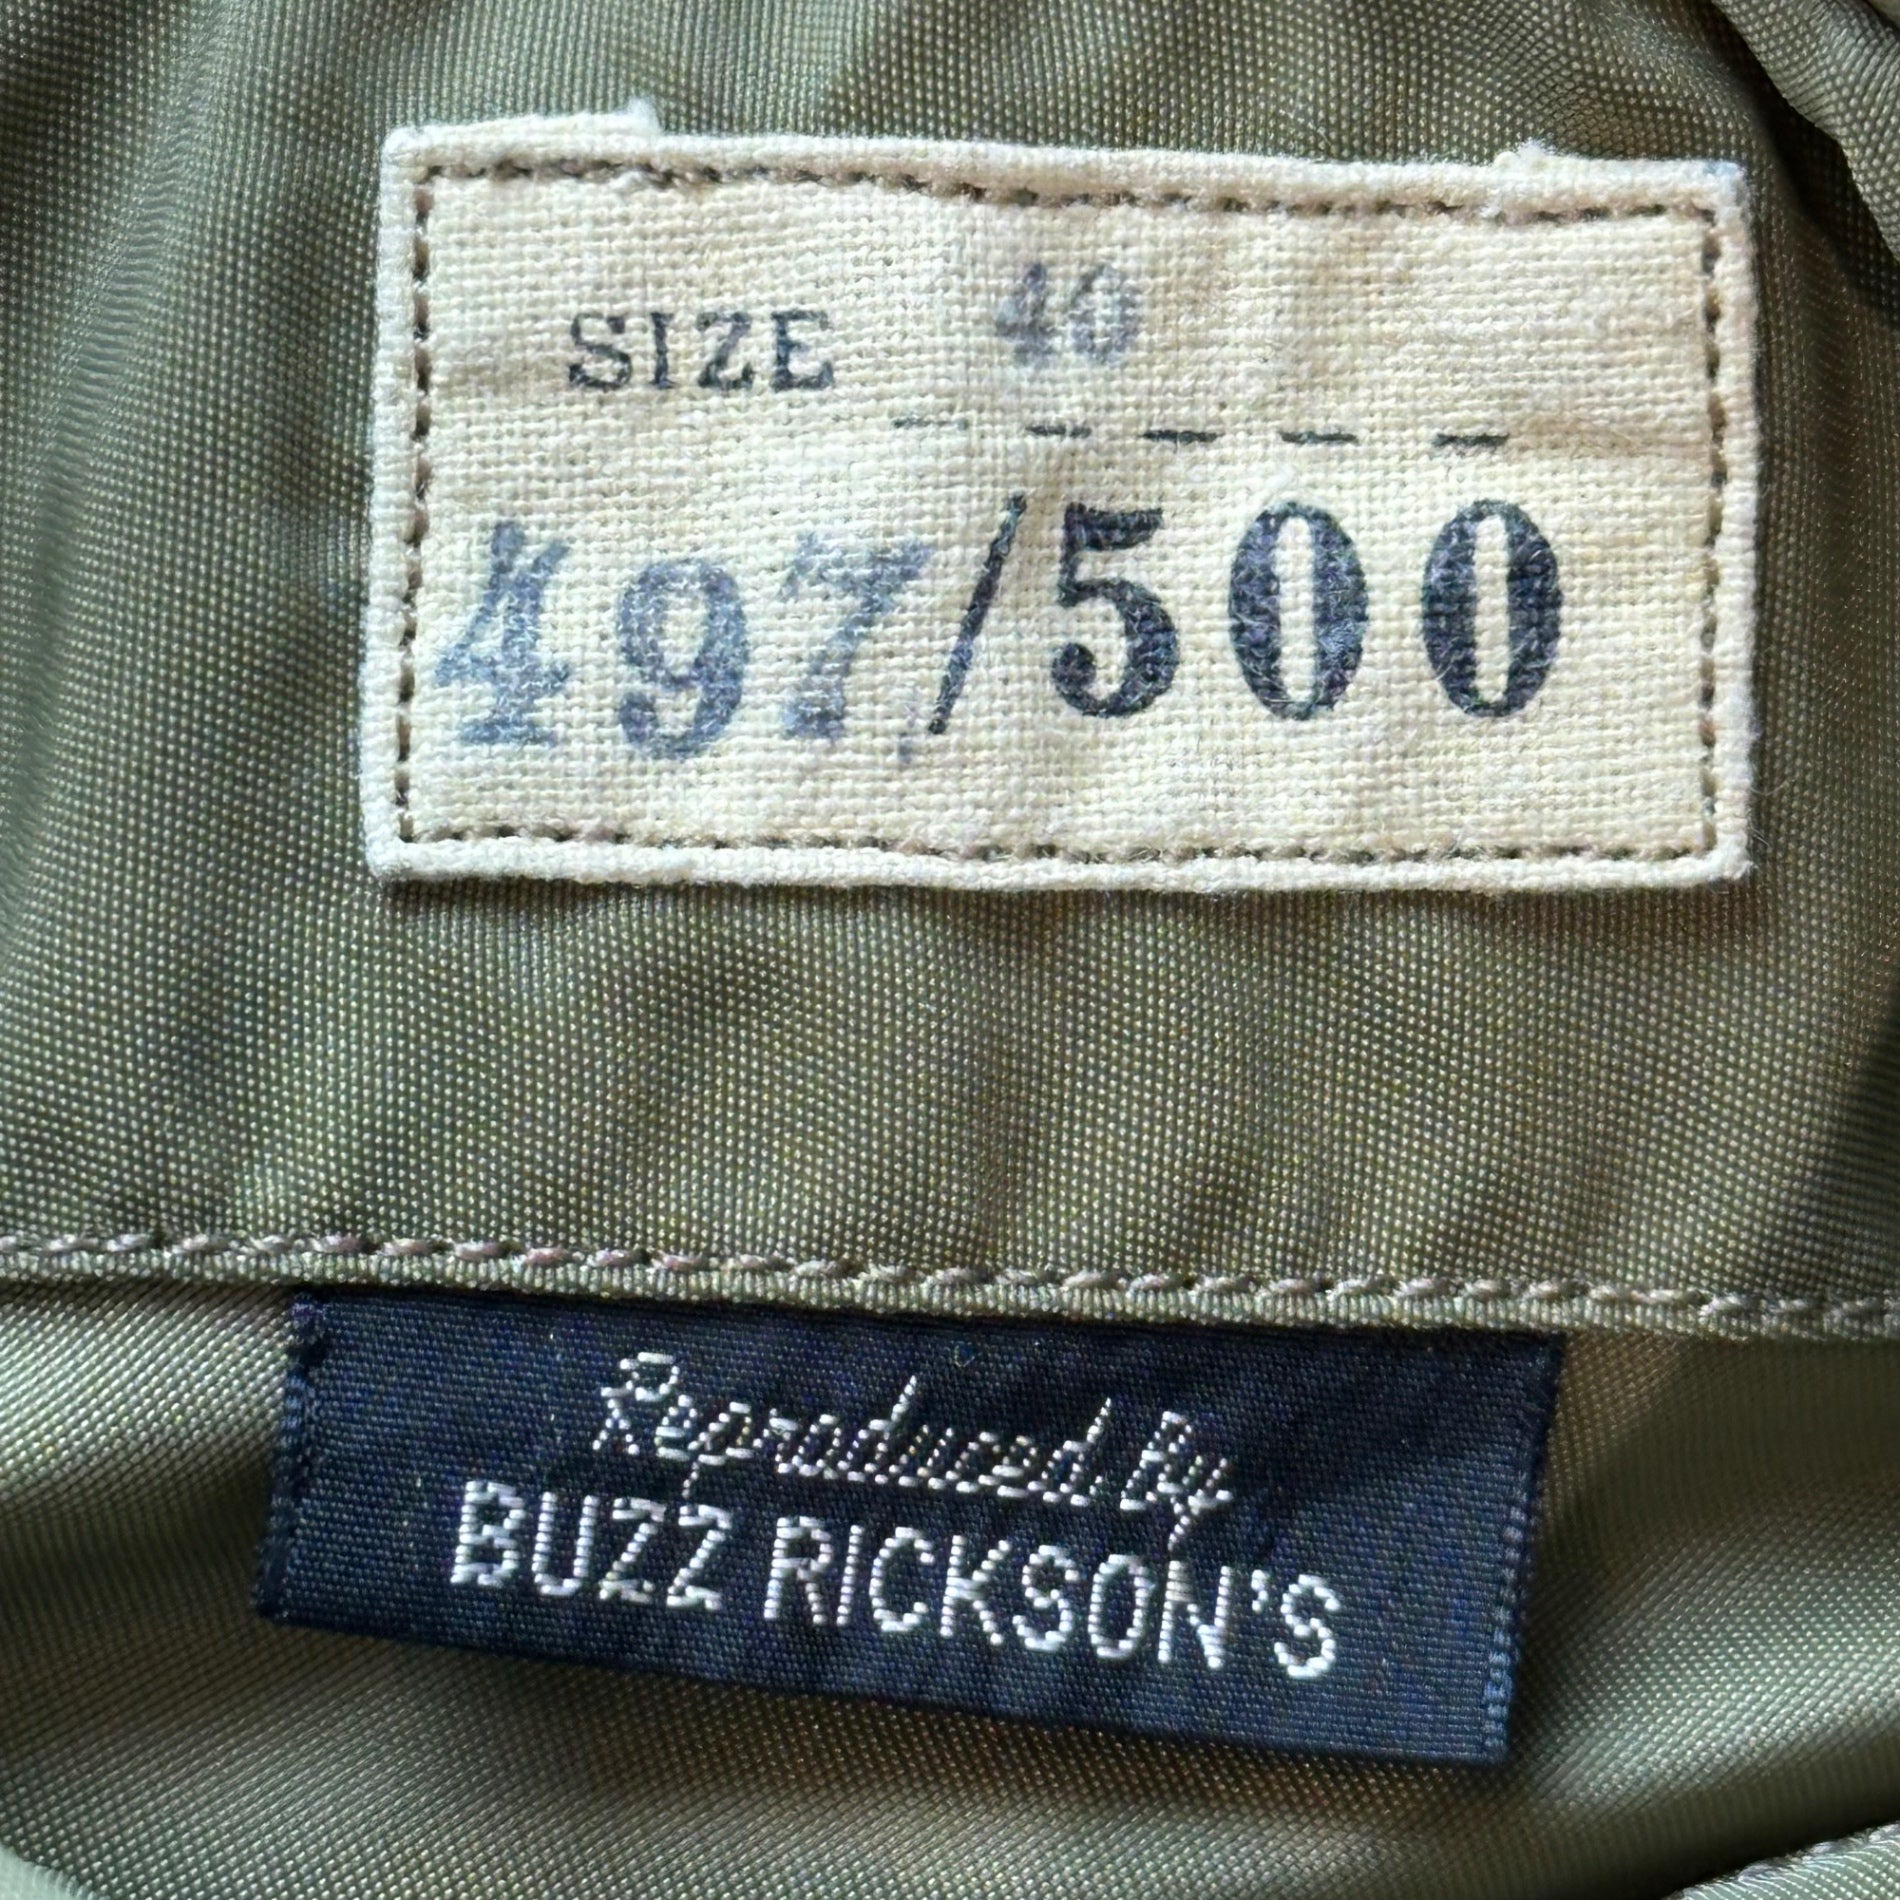 SIZE 40
497/500
Reproduced By
BUZZ RICKSON'S